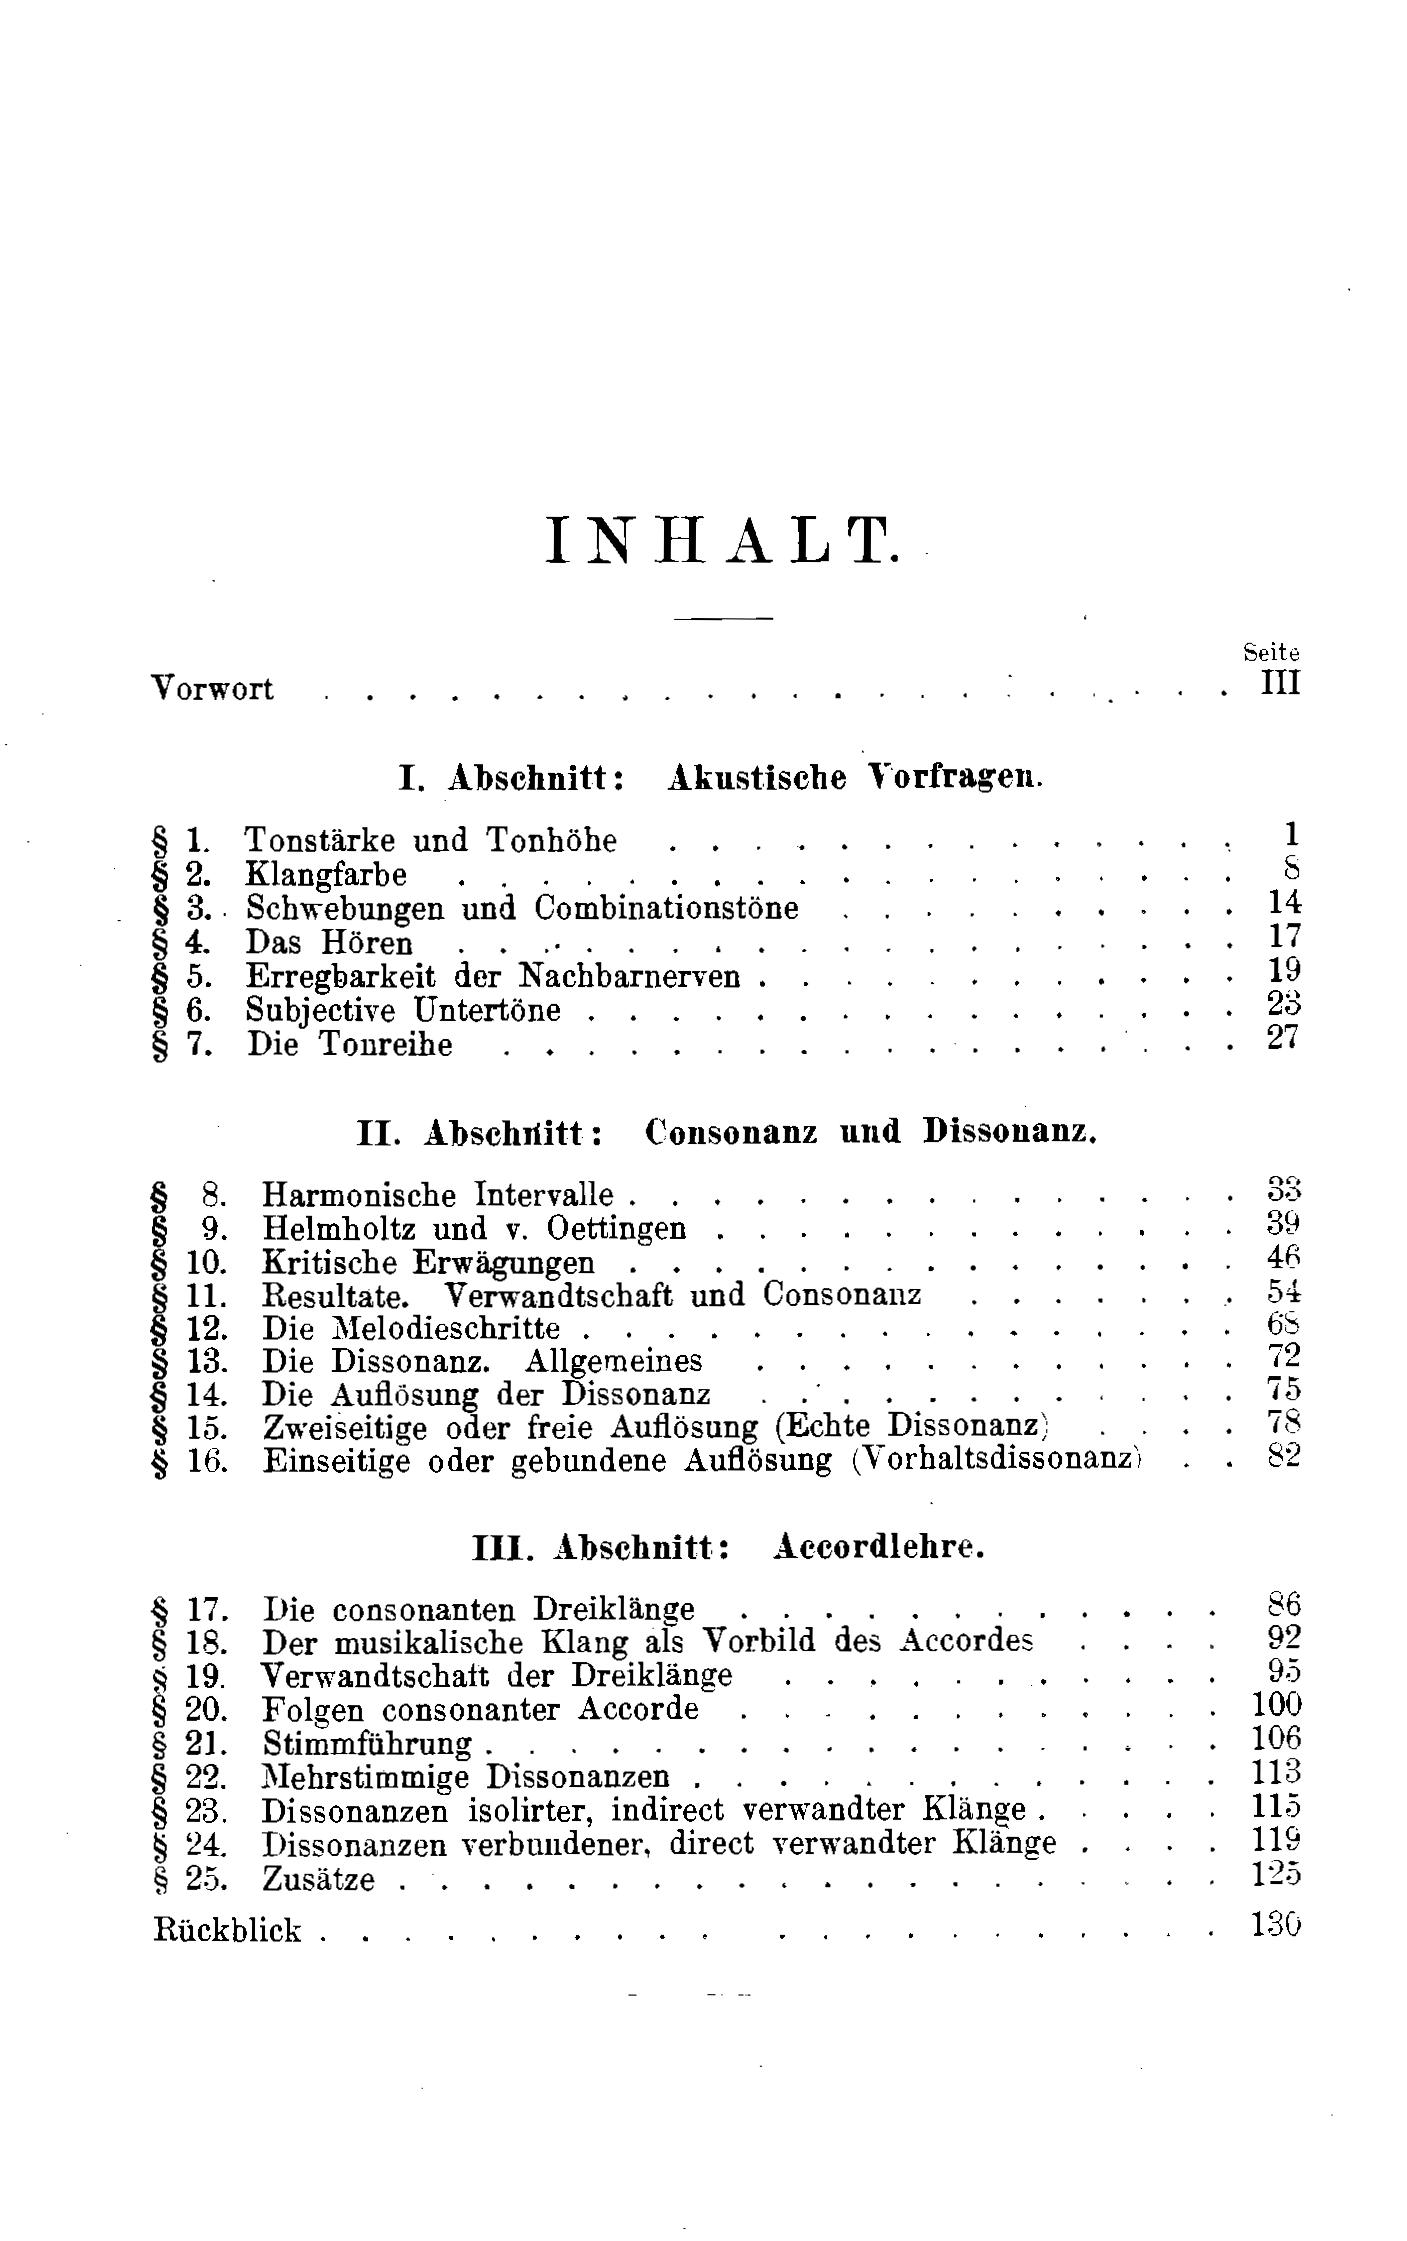 INHALT.
Seite
Vorwort . . . . . . . . . . . . . . . . . . . . . . III
I. Abschnitt: Akustische Vorfragen.
§ 1. Tonstärke und Tonhöhe . . . . . . . . . . . . . . 1
§ 2. Klangfarbe . . . . . . . . . . . . . . . . . . . 8
§ 3. Schwebungen und Combinationstöne . . . . . . . . . . 14
§ 4. Das Hören . . . . . . . . . . . . . . . . . . . 17
§ 5. Erregbarkeit der Nachbarnerven . . . . . . . . . . . . 19
§ 6. Subjective Untertöne . . . . . . . . . . . . . . . . 23
§ 7. Die Tonreihe . . . . . . . . . . . . . . . . . . 27
II. Abschnitt: Consonanz und Dissonanz.
§ 8. Harmonische Intervalle . . . . . . . . . . . . . . . 33
§ 9. Helmholtz und v. Oettingen . . . . . . . . . . . . . 39
§ 10. Kritische Erwägungen . . . . . . . . . . . . . . . 46
§ 11. Resultate. Verwandtschaft und Consonanz . . . . . . . 54
§ 12. Die Melodieschritte . . . . . . . . . . . . . . . . 68
§ 13. Die Dissonanz. Allgemeines . . . . . . . . . . . . 72
§ 14. Die Auflösung der Dissonanz . . . . . . . . . . . . 75
§ 15. Zweiseitige oder freie Auflösung (Echte Dissonanz) . . . . 78
§ 16. Einseitige oder gebundene Auflösung (Vorhaltsdissonanz) . . 82
III. Abschnitt: Accordlehre.
§ 17. Die consonanten Dreiklänge . . . . . . . . . . . . 86
§ 18. Der musikalische Klang als Vorbild des Accordes . . . . 92
§ 19. Verwandtschaft der Dreiklänge . . . . . . . . . . . 95
§ 20. Folgen consonanter Accorde . . . . . . . . . . . . 100
§ 21. Stimmführung . . . . . . . . . . . . . . . . . . 106
§ 22. Mehrstimmige Dissonanzen . . . . . . . . . . . . . 113
§ 23. Dissonanzen isolirter, indirect verwandter Klänge . . . . . 115
§ 24. Dissonanzen verbundener, direct verwandter Klänge . . . . 119
§ 25. Zusätze . . . . . . . . . . . . . . . . . . . . 125
Rückblick . . . . . . . . . . . . . . . . . . . . . 130